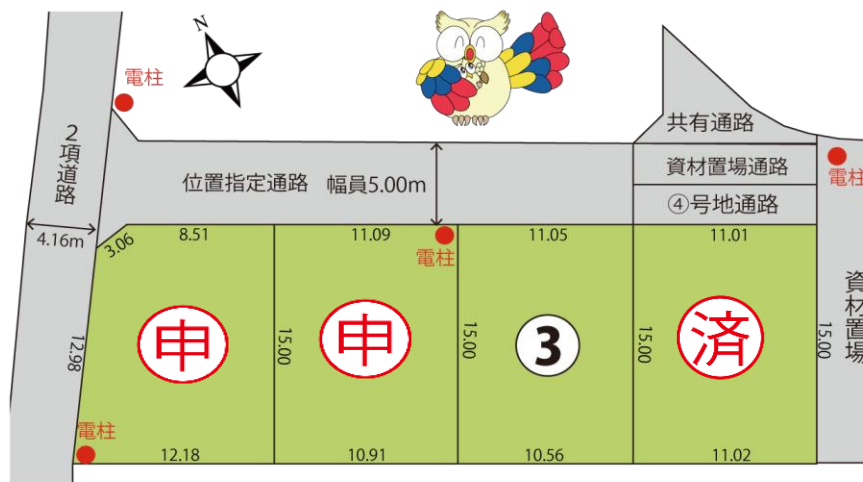 N
電柱
2項道路
共有通路
位置指定通路 幅員5.00m
資材置場通路
電柱
④号地通路
4.16m
3.06
8.51
11.09
電柱
11.05
11.01
12.98
申
15.00
申
15.00
3
15.00
済
15.00
資材置場
電柱
12.18
10.91
10.56
11.02